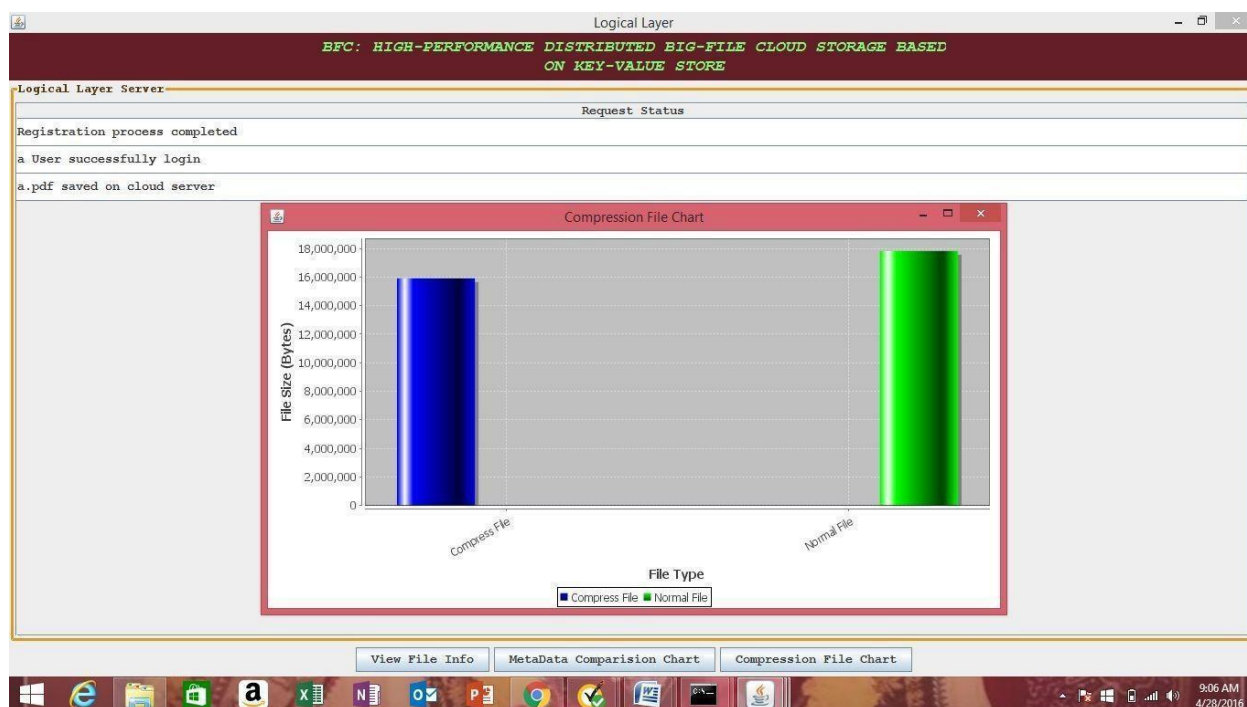 Logical Layer
BFC: HIGH-PERFORMANCE DISTRIBUTED BIG-FILE CLOUD STORAGE BASED
ON KEY-VALUE STORE
Logical Layer Server
Request Status
Registration process completed
a User successfully login
a.pdf saved on cloud server
Compression File Chart
18,000,000
16,000,000
14,000,000
12,000,000
10,000,000
8,000,000
6,000,000
4,000,000
2,000,000
0
File Size (Bytes)
Compress File
Normal File
File Type
Compress File Normal File
View File Info MetaData Comparision Chart Compression File Chart
9:06 AM
4/28/2016